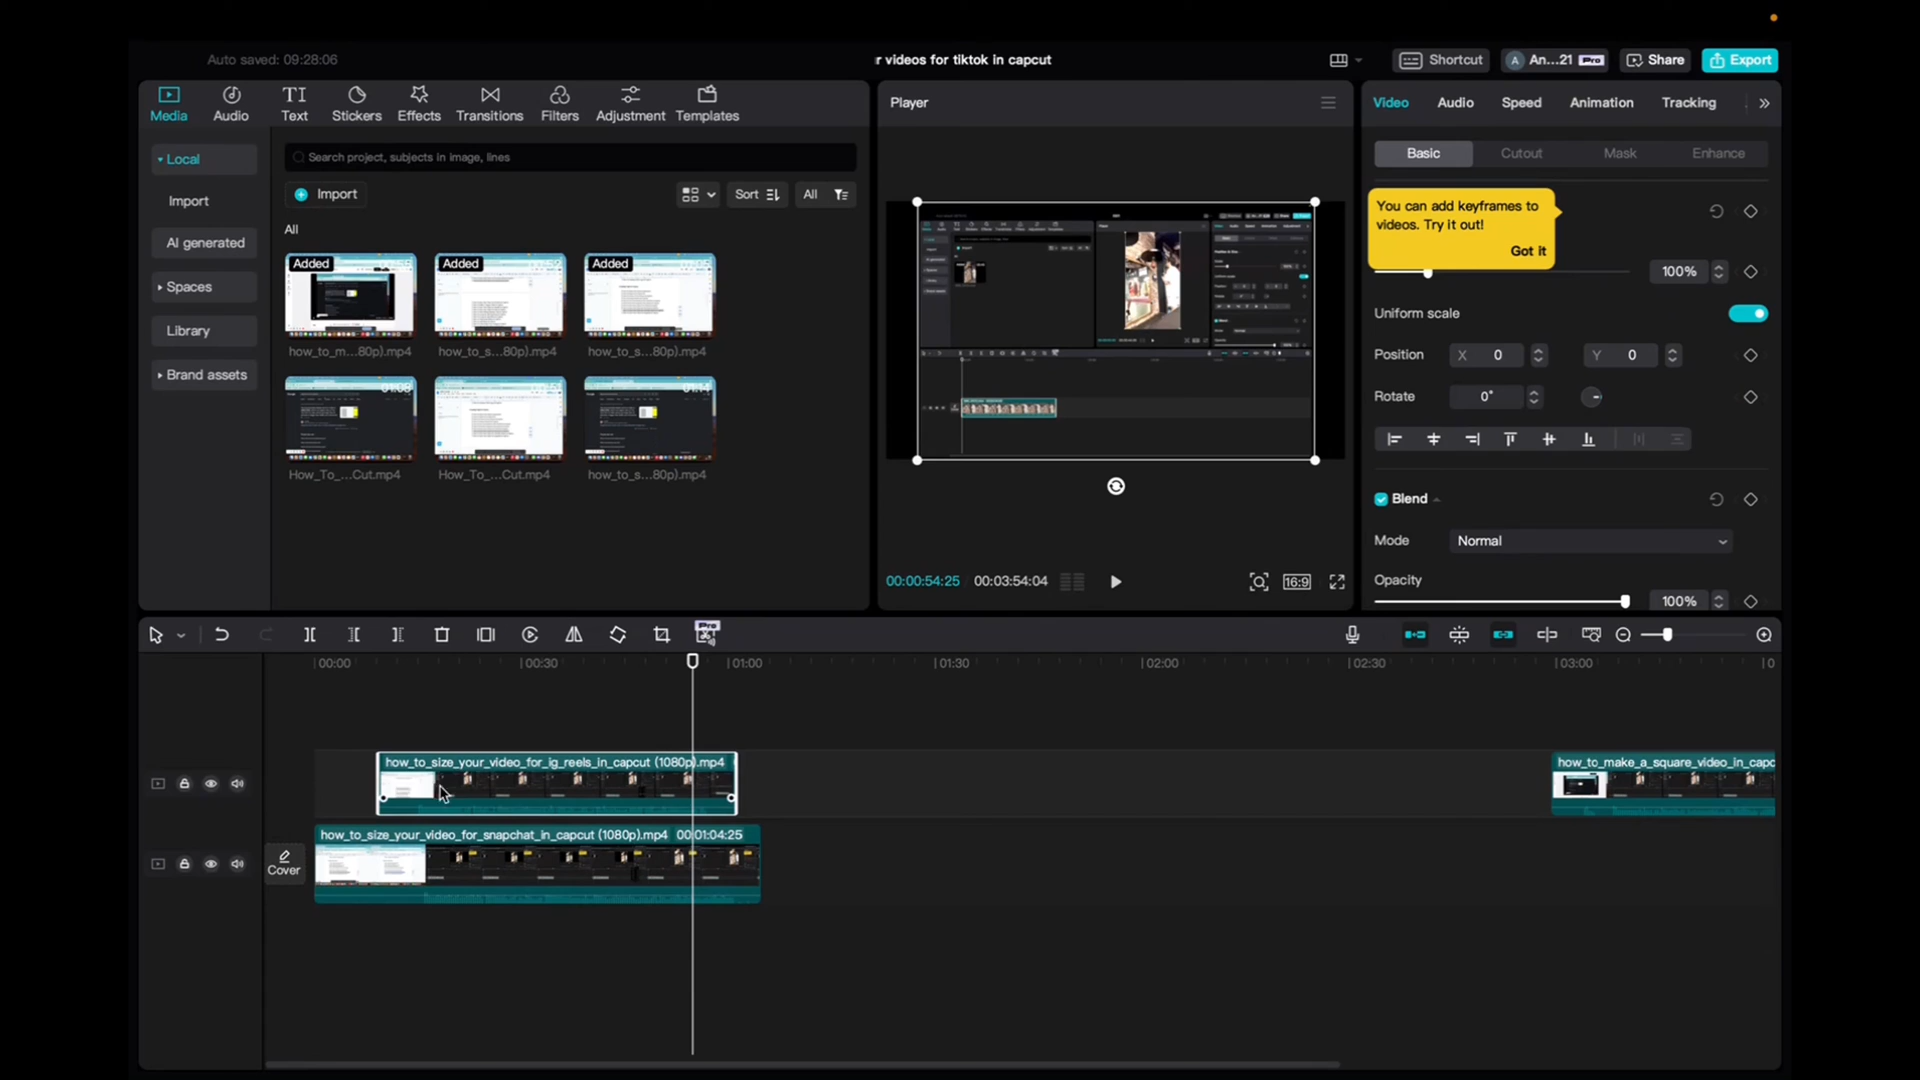 Auto saved: 09:28:06
r videos for tiktok in capcut
Shortcut
A An...21 Pro
Share
Export
Media
Audio
TI
Text
Stickers
Effects
Transitions
Filters
Adjustment
Templates
Player
Video
Audio
Speed
Animation
Tracking
Local
Import
AI generated
Spaces
Library
Brand assets
Search project, subjects in image, lines
Import
Sort
All
All
Added
Added
Added
how_to_m...80p).mp4
how_to_s...80p).mp4
how_to_s...80p).mp4
01:08
01:14
How_To_...Cut.mp4
How_To_...Cut.mp4
how_to_s...80p).mp4
00:00:54:25
00:03:54:04
16:9
Basic
Cutout
Mask
Enhance
You can add keyframes to
videos. Try it out!
Got it
100%
Uniform scale
Position
X 0
Y 0
Rotate
0°
Blend
Mode
Normal
Opacity
100%
Pro
00:00
00:30
01:00
01:30
02:00
02:30
03:00
0
how_to_size_your_video_for_ig_reels_in_capcut (1080p).mp4
how_to_make_a_square_video_in_capc
Cover
how_to_size_your_video_for_snapchat_in_capcut (1080p).mp4 00:01:04:25